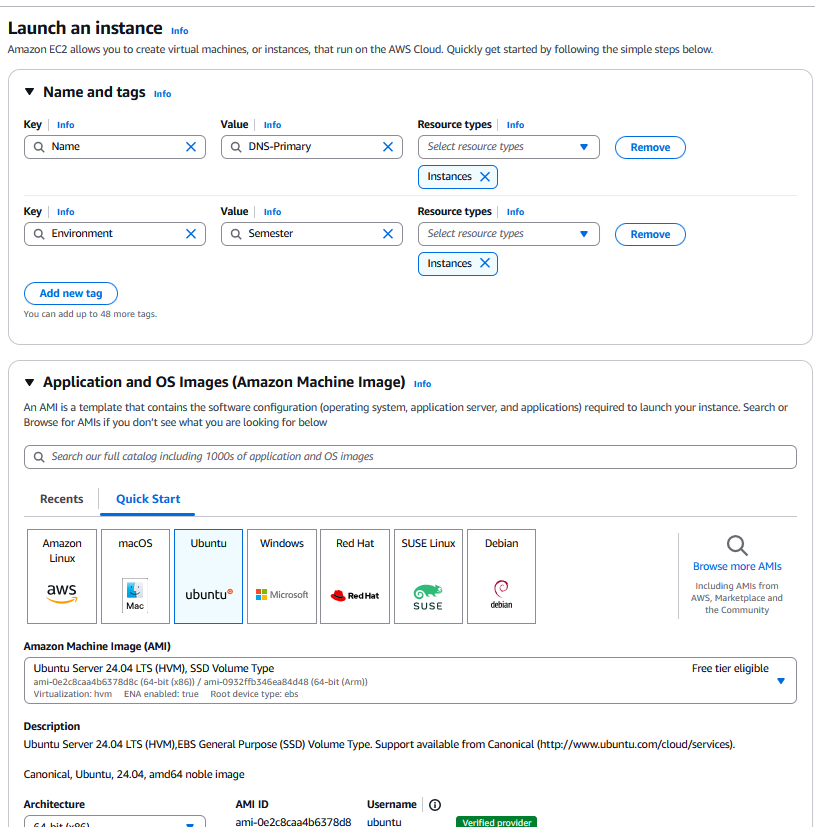 Launch an instance Info
Amazon EC2 allows you to create virtual machines, or instances, that run on the AWS Cloud. Quickly get started by following the simple steps below.
Name and tags Info
Key Info Value Info Resource types Info
Name DNS-Primary Select resource types Remove
Instances
Key Info Value Info Resource types Info
Environment Semester Select resource types Remove
Instances
Add new tag
You can add up to 48 more tags.
Application and OS Images (Amazon Machine Image) Info
An AMI is a template that contains the software configuration (operating system, application server, and applications) required to launch your instance. Search or
Browse for AMIs if you don't see what you are looking for below
Search our full catalog including 1000s of application and OS images
Recents Quick Start
Amazon Linux
aws
macOS
Mac
Ubuntu
ubuntu®
Windows
Microsoft
Red Hat
Red Hat
SUSE Linux
SUSE
Debian
debian
Browse more AMIs
Including AMIs from
AWS, Marketplace and
the Community
Amazon Machine Image (AMI)
Ubuntu Server 24.04 LTS (HVM), SSD Volume Type Free tier eligible
ami-0e2c8caa4b6378d8c (64-bit (x86)) / ami-0932ffb346ea84d48 (64-bit (Arm))
Virtualization: hvm ENA enabled: true Root device type: ebs
Description
Ubuntu Server 24.04 LTS (HVM),EBS General Purpose (SSD) Volume Type. Support available from Canonical (http://www.ubuntu.com/cloud/services).
Canonical, Ubuntu, 24.04, amd64 noble image
Architecture AMI ID Username
64-bit (x86) ami-0e2c8caa4b6378d8 ubuntu Verified provider